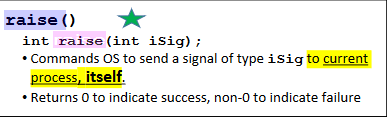 raise()
int raise(int iSig);
• Commands OS to send a signal of type iSig to current
process, itself.
• Returns 0 to indicate success, non-0 to indicate failure